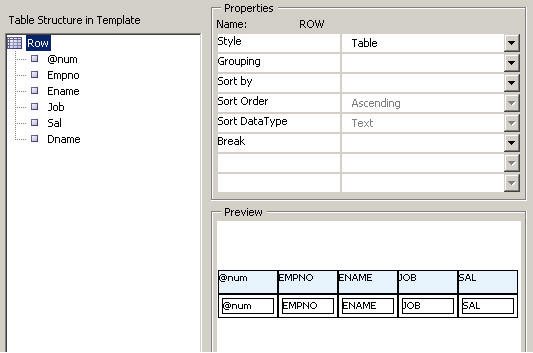 Table Structure in Template
Row
@num
Empno
Ename
Job
Sal
Dname
Properties
Name: ROW
Style Table
Grouping
Sort by
Sort Order Ascending
Sort DataType Text
Break
Preview
@num EMPNO ENAME JOB SAL
@num EMPNO ENAME JOB SAL